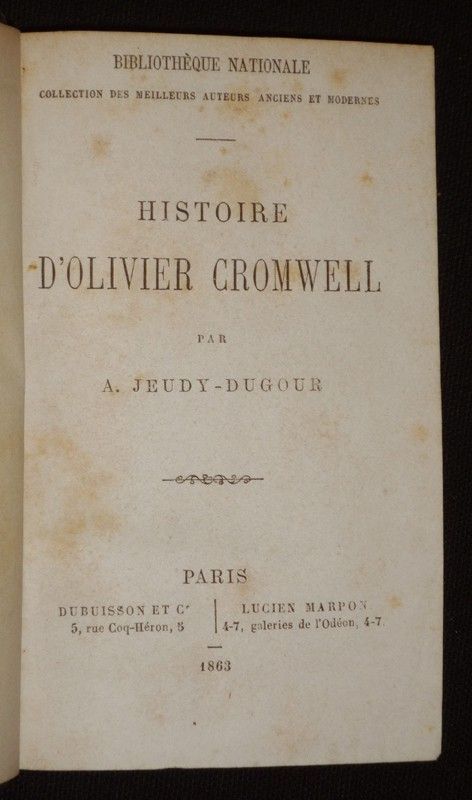 BIBLIOTHÈQUE NATIONALE
COLLECTION DES MEILLEURS AUTEURS ANCIENS ET MODERNES
HISTOIRE
D'OLIVIER CROMWELL
PAR
A. JEUDY-DUGOUR
PARIS
DUBUISSON ET Cᵉ
5, rue Coq-Héron, 5
LUCIEN MARPON
4-7, galeries de l'Odéon, 4-7
1863